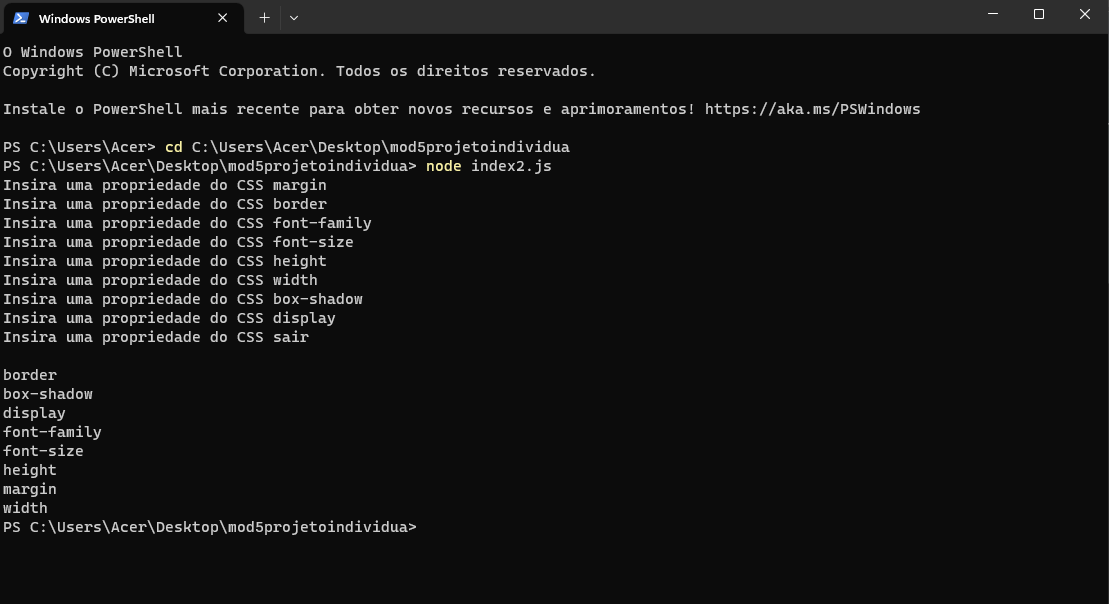 Windows PowerShell
O Windows PowerShell
Copyright (C) Microsoft Corporation. Todos os direitos reservados.
Instale o PowerShell mais recente para obter novos recursos e aprimoramentos! https://aka.ms/PSWindows
PS C:\Users\Acer> cd C:\Users\Acer\Desktop\mod5projetoindividua
PS C:\Users\Acer\Desktop\mod5projetoindividua> node index2.js
Insira uma propriedade do CSS margin
Insira uma propriedade do CSS border
Insira uma propriedade do CSS font-family
Insira uma propriedade do CSS font-size
Insira uma propriedade do CSS height
Insira uma propriedade do CSS width
Insira uma propriedade do CSS box-shadow
Insira uma propriedade do CSS display
Insira uma propriedade do CSS sair
border
box-shadow
display
font-family
font-size
height
margin
width
PS C:\Users\Acer\Desktop\mod5projetoindividua>